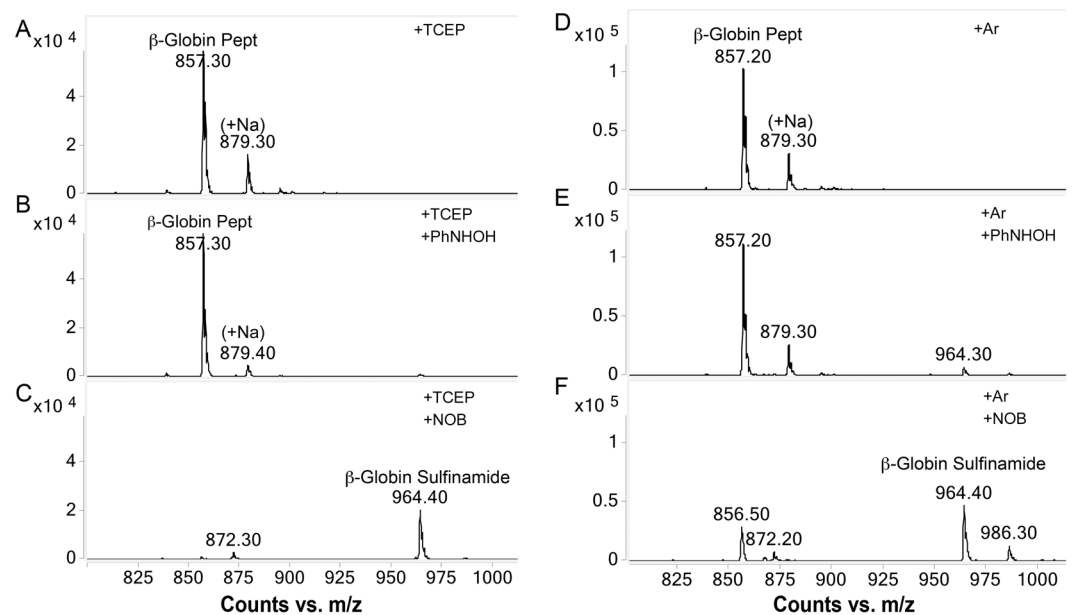 A
x10 4
+TCEP
β-Globin Pept
857.30
(+Na)
879.30
4
2
0
B
x10 4
+TCEP
+PhNHOH
β-Globin Pept
857.30
(+Na)
879.40
4
2
0
C
x10 4
+TCEP
+NOB
β-Globin Sulfinamide
964.40
872.30
4
2
0
825 850 875 900 925 950 975 1000
Counts vs. m/z
D
x10 5
+Ar
β-Globin Pept
857.20
(+Na)
879.30
1
0.5
0
E
x10 5
+Ar
+PhNHOH
857.20
879.30
964.30
1
0.5
0
F
x10 5
+Ar
+NOB
β-Globin Sulfinamide
964.40
856.50
872.20
986.30
1
0.5
0
825 850 875 900 925 950 975 1000
Counts vs. m/z